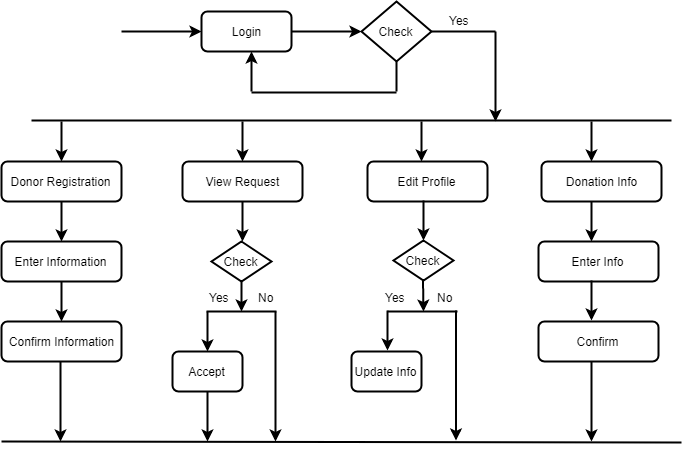 Login
Check
Yes
Donor Registration
View Request
Edit Profile
Donation Info
Enter Information
Check
Check
Enter Info
Yes
No
Yes
No
Confirm Information
Accept
Update Info
Confirm